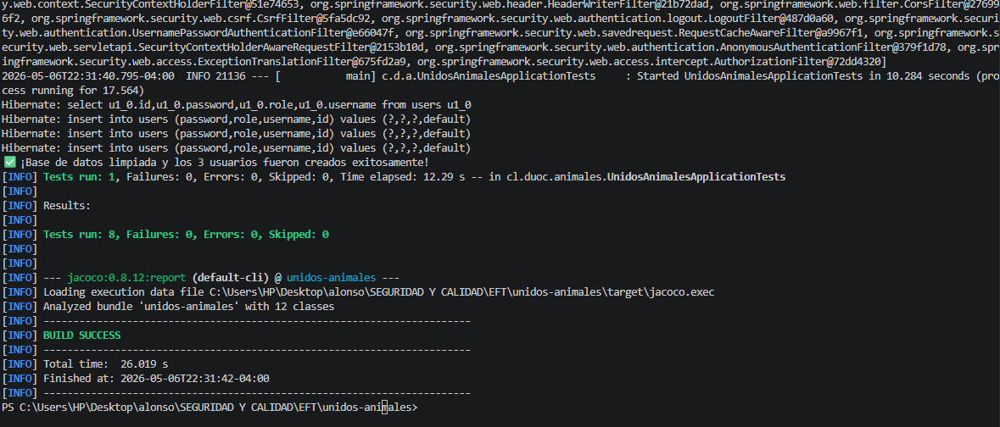 y.web.context.SecurityContextHolderFilter@51e74653, org.springframework.security.web.header.HeaderWriterFilter@21b72dad, org.springframework.web.filter.CorsFilter@27699
6f2, org.springframework.security.web.csrf.CsrfFilter@5fa5dc92, org.springframework.security.web.authentication.logout.LogoutFilter@487d0a60, org.springframework.securi
ty.web.authentication.UsernamePasswordAuthenticationFilter@e66047f, org.springframework.security.web.savedrequest.RequestCacheAwareFilter@a9967f1, org.springframework.s
ecurity.web.servletapi.SecurityContextHolderAwareRequestFilter@2153b10d, org.springframework.security.web.authentication.AnonymousAuthenticationFilter@379f1d78, org.spr
ingframework.security.web.access.ExceptionTranslationFilter@675fd2a9, org.springframework.security.web.access.intercept.AuthorizationFilter@72dd4320]
2026-05-06T22:31:40.795-04:00  INFO 21136 --- [           main] c.d.a.UnidosAnimalesApplicationTests     : Started UnidosAnimalesApplicationTests in 10.284 seconds (pro
cess running for 17.564)
Hibernate: select u1_0.id,u1_0.password,u1_0.role,u1_0.username from users u1_0
Hibernate: insert into users (password,role,username,id) values (?,?,?,default)
Hibernate: insert into users (password,role,username,id) values (?,?,?,default)
Hibernate: insert into users (password,role,username,id) values (?,?,?,default)
✅ ¡Base de datos limpiada y los 3 usuarios fueron creados exitosamente!
[INFO] Tests run: 1, Failures: 0, Errors: 0, Skipped: 0, Time elapsed: 12.29 s -- in cl.duoc.animales.UnidosAnimalesApplicationTests
[INFO]
[INFO] Results:
[INFO]
[INFO] Tests run: 8, Failures: 0, Errors: 0, Skipped: 0
[INFO]
[INFO]
[INFO] --- jacoco:0.8.12:report (default-cli) @ unidos-animales ---
[INFO] Loading execution data file C:\Users\HP\Desktop\alonso\SEGURIDAD Y CALIDAD\EFT\unidos-animales\target\jacoco.exec
[INFO] Analyzed bundle 'unidos-animales' with 12 classes
[INFO] ------------------------------------------------------------------------
[INFO] BUILD SUCCESS
[INFO] ------------------------------------------------------------------------
[INFO] Total time:  26.019 s
[INFO] Finished at: 2026-05-06T22:31:42-04:00
[INFO] ------------------------------------------------------------------------
PS C:\Users\HP\Desktop\alonso\SEGURIDAD Y CALIDAD\EFT\unidos-animales>